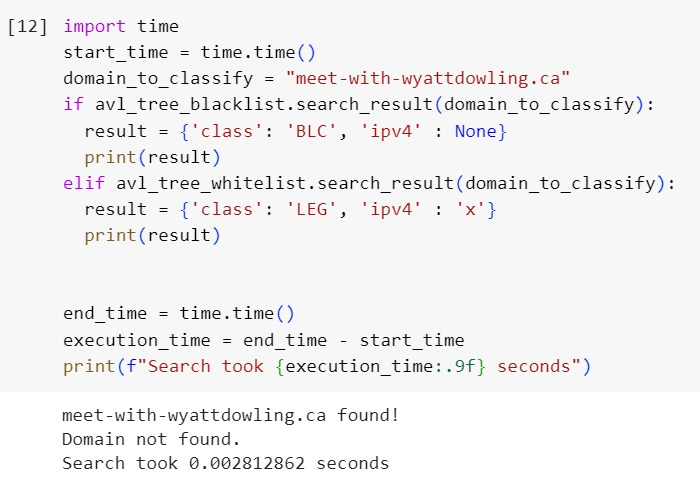 [12] import time
start_time = time.time()
domain_to_classify = "meet-with-wyattdowling.ca"
if avl_tree_blacklist.search_result(domain_to_classify):
  result = {'class': 'BLC', 'ipv4' : None}
  print(result)
elif avl_tree_whitelist.search_result(domain_to_classify):
  result = {'class': 'LEG', 'ipv4' : 'x'}
  print(result)
end_time = time.time()
execution_time = end_time - start_time
print(f"Search took {execution_time:.9f} seconds")
meet-with-wyattdowling.ca found!
Domain not found.
Search took 0.002812862 seconds